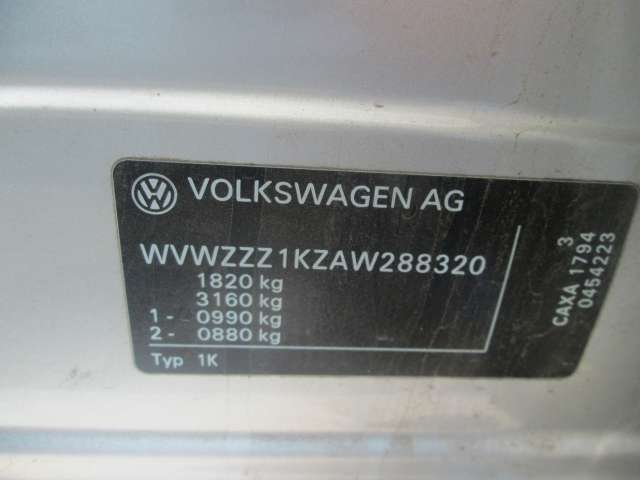 VOLKSWAGEN AG
WVWZZZ1KZAW288320
1820 kg
3160 kg
1 - 0990 kg
2 - 0880 kg
Typ 1K
3
CAXA 1794
0454223